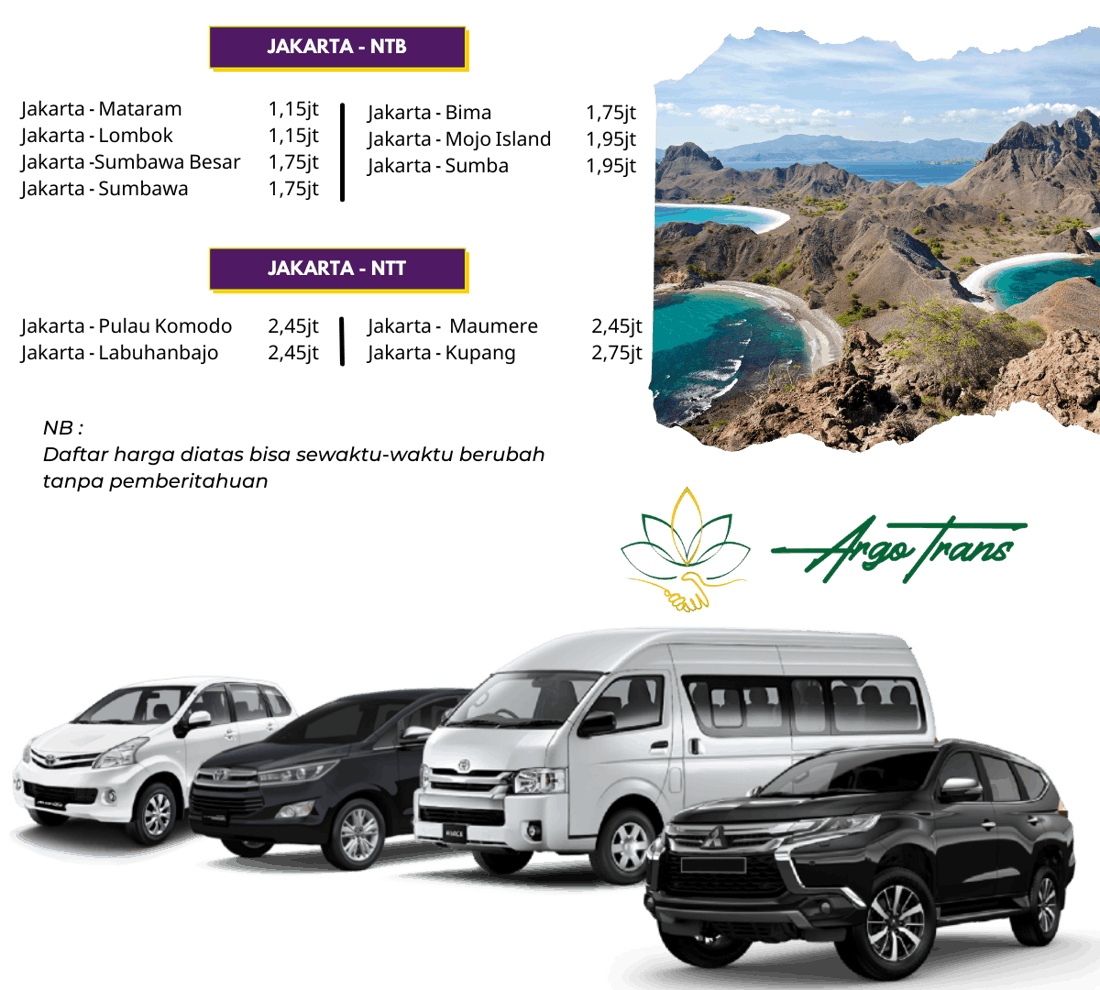 JAKARTA - NTB
Jakarta - Mataram 1,15jt
Jakarta - Lombok 1,15jt
Jakarta -Sumbawa Besar 1,75jt
Jakarta - Sumbawa 1,75jt
Jakarta - Bima 1,75jt
Jakarta - Mojo Island 1,95jt
Jakarta - Sumba 1,95jt
JAKARTA - NTT
Jakarta - Pulau Komodo 2,45jt
Jakarta - Labuhanbajo 2,45jt
Jakarta - Maumere 2,45jt
Jakarta - Kupang 2,75jt
NB :
Daftar harga diatas bisa sewaktu-waktu berubah
tanpa pemberitahuan
Argo Trans
HIACE